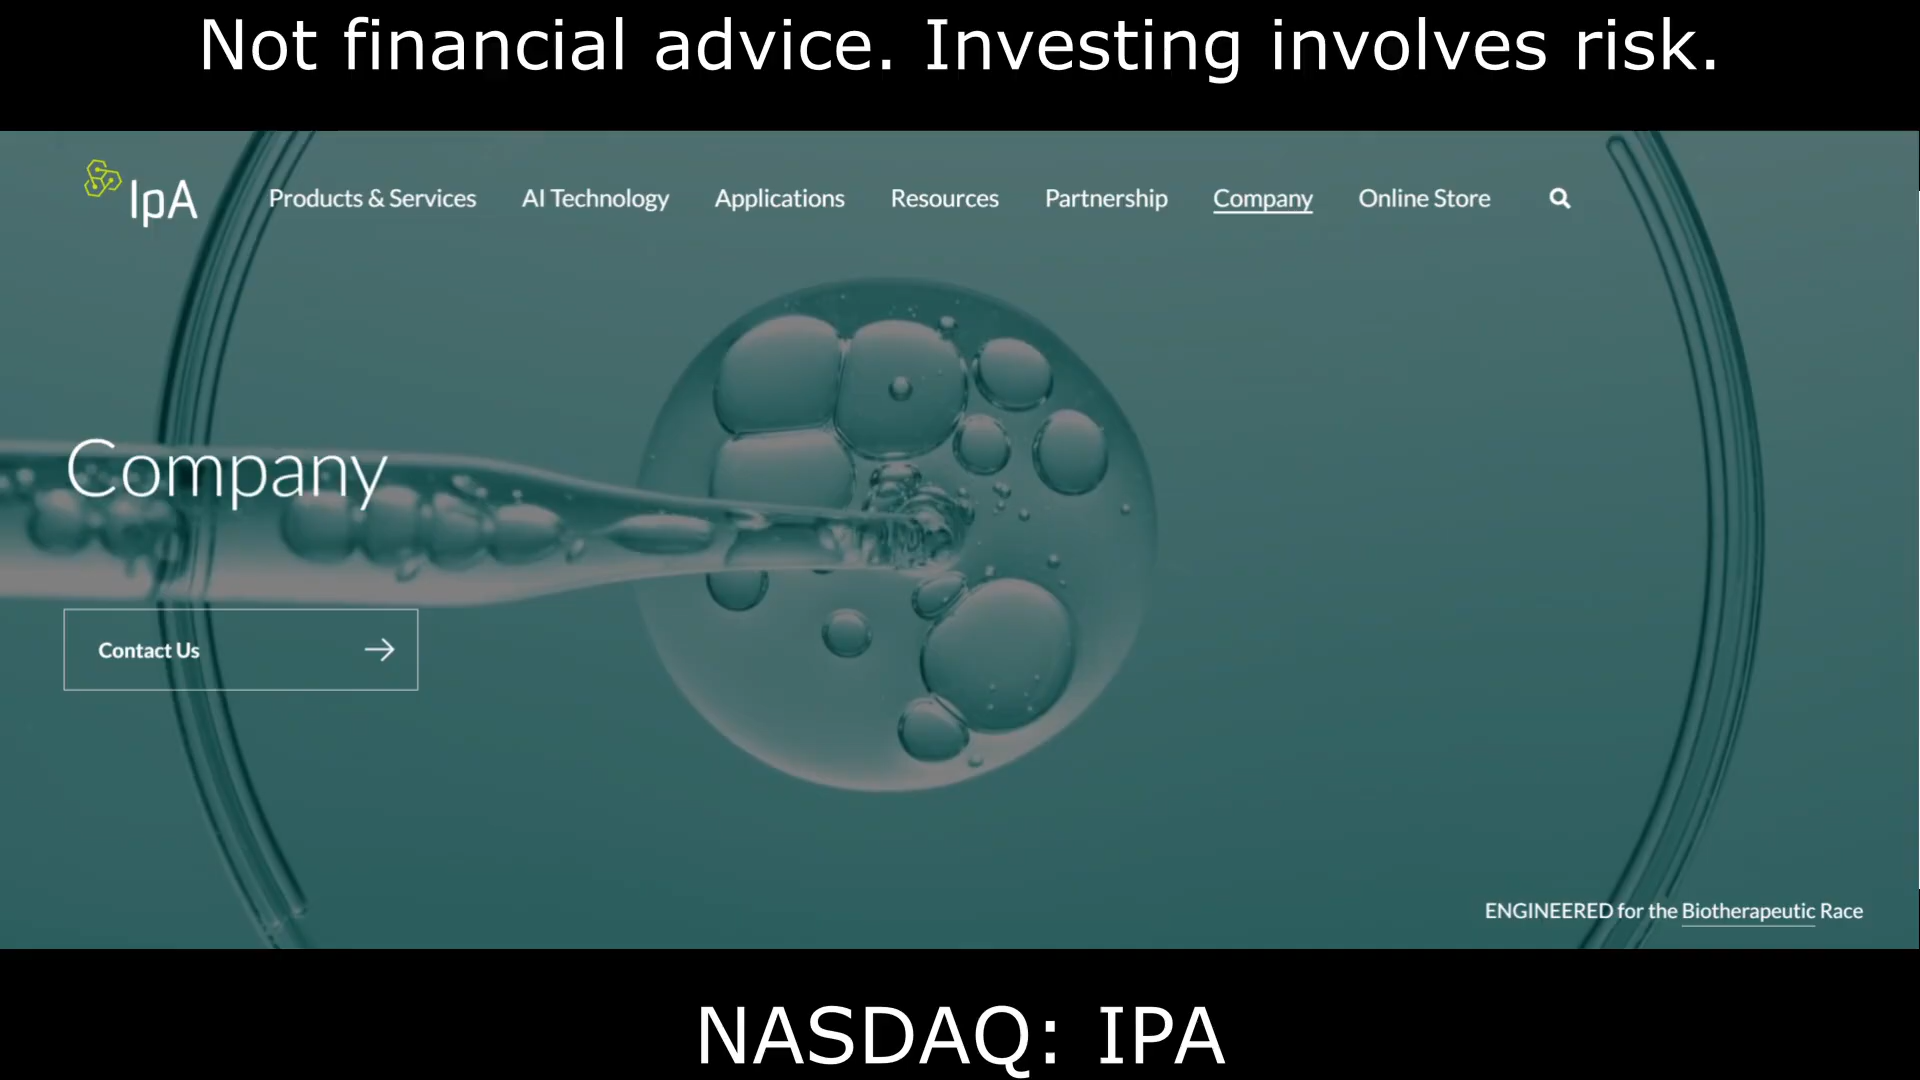 Not financial advice. Investing involves risk.
IpA
Products & Services AI Technology Applications Resources Partnership Company Online Store
Company
Contact Us
ENGINEERED for the Biotherapeutic Race
NASDAQ: IPA